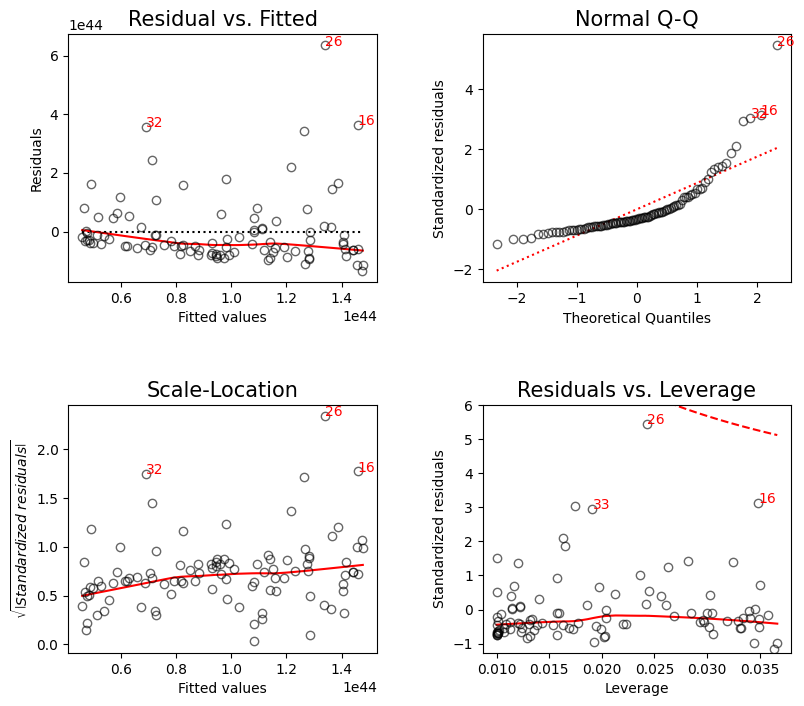 Residual vs. Fitted
1e44
6
4
2
0
Residuals
26
32
16
0.6 0.8 1.0 1.2 1.4
1e44
Fitted values
Normal Q-Q
4
2
0
−2
Standardized residuals
26
32
16
−2 −1 0 1 2
Theoretical Quantiles
Scale-Location
2.0
1.5
1.0
0.5
0.0
√|Standardized residuals|
26
32
16
0.6 0.8 1.0 1.2 1.4
1e44
Fitted values
Residuals vs. Leverage
6
5
4
3
2
1
0
−1
Standardized residuals
26
33
16
0.010 0.015 0.020 0.025 0.030 0.035
Leverage